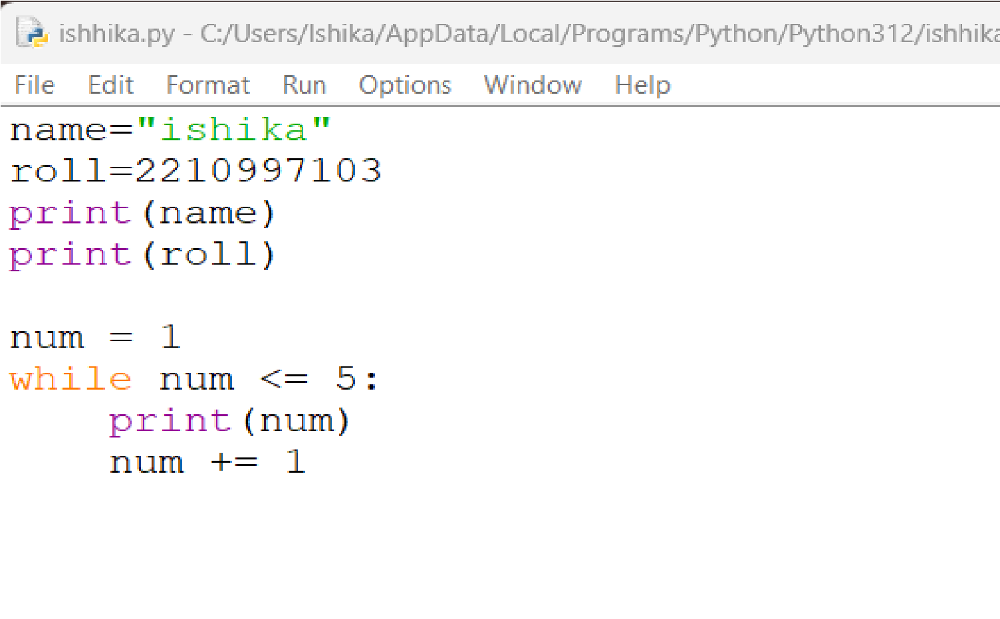 ishhika.py - C:/Users/Ishika/AppData/Local/Programs/Python/Python312/ishhika
File Edit Format Run Options Window Help
name="ishika"
roll=2210997103
print(name)
print(roll)
num = 1
while num <= 5:
    print(num)
    num += 1